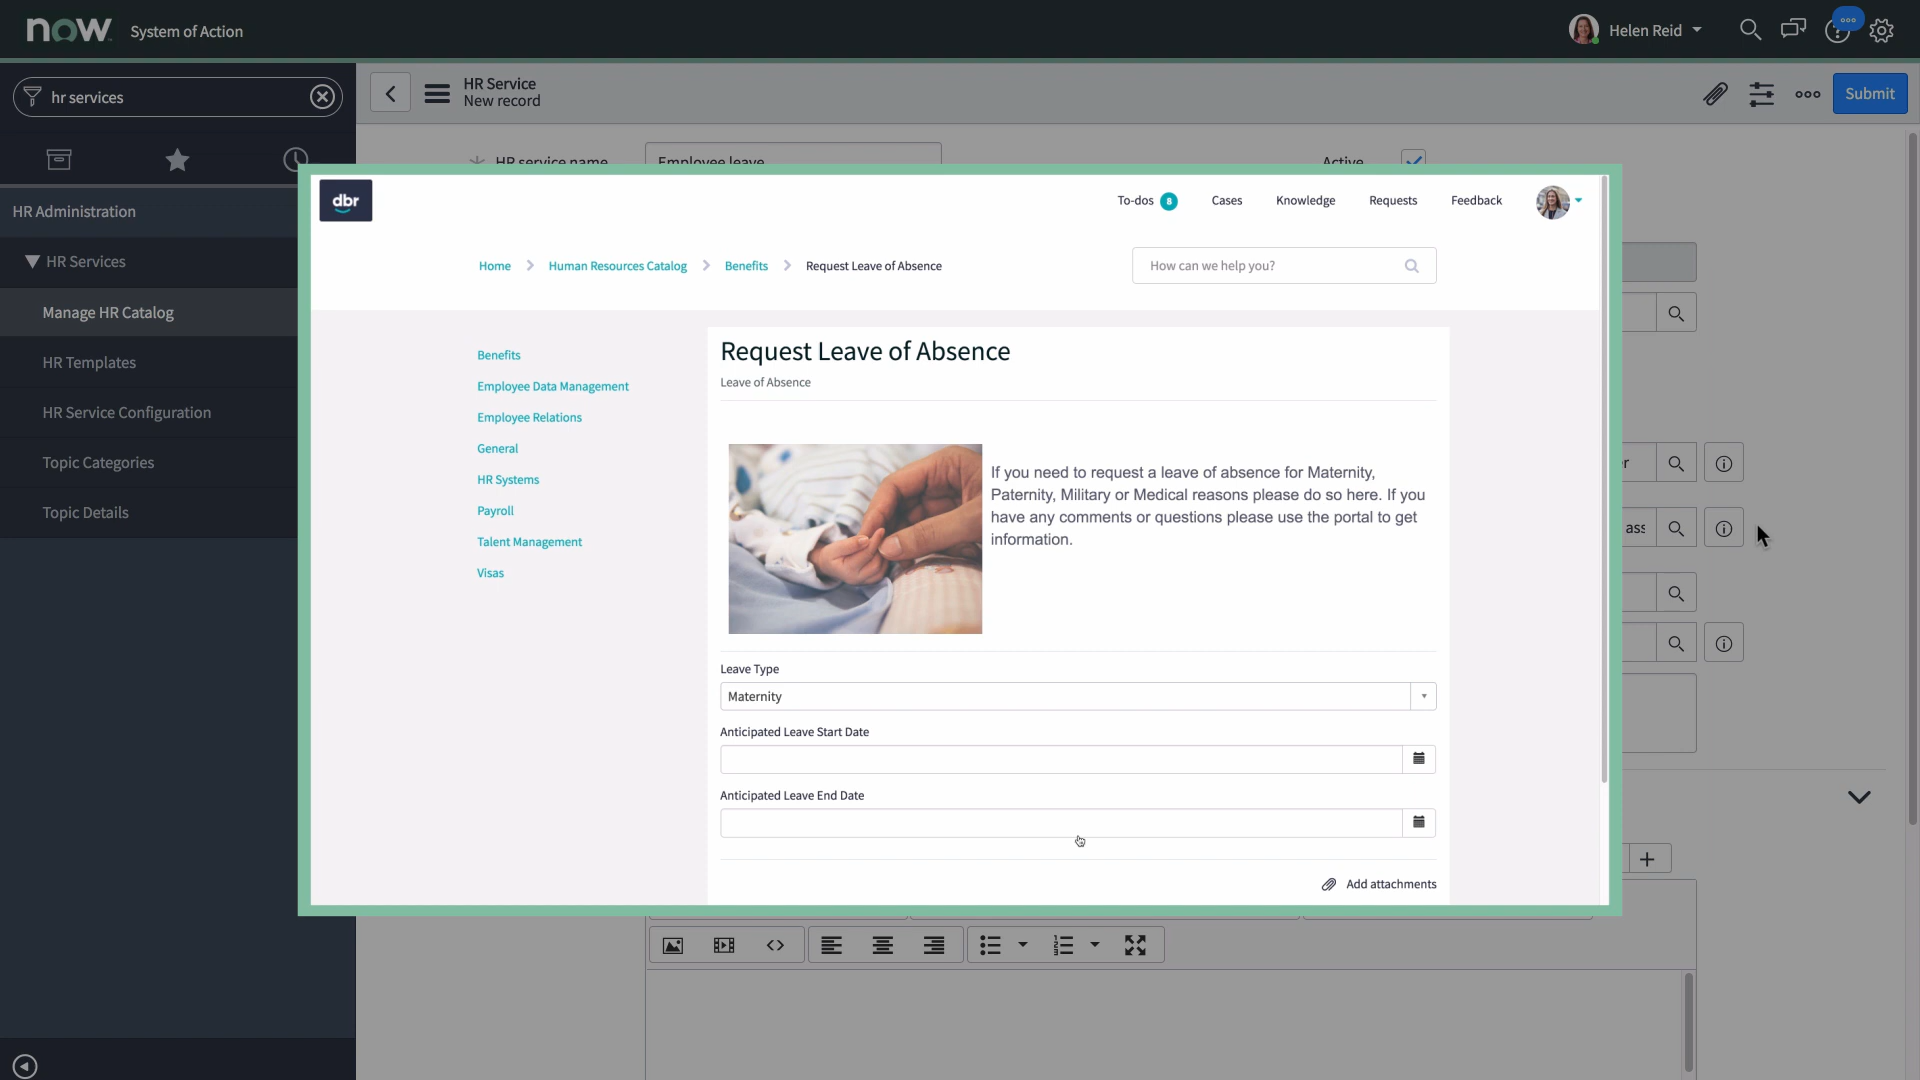 now System of Action
Helen Reid
hr services
HR Service
New record
Submit
HR service name
Employee leave
Active
HR Administration
HR Services
Manage HR Catalog
HR Templates
HR Service Configuration
Topic Categories
Topic Details
dbr
To-dos 8 Cases Knowledge Requests Feedback
Home Human Resources Catalog Benefits Request Leave of Absence
How can we help you?
Benefits
Employee Data Management
Employee Relations
General
HR Systems
Payroll
Talent Management
Visas
Request Leave of Absence
Leave of Absence
If you need to request a leave of absence for Maternity,
Paternity, Military or Medical reasons please do so here. If you
have any comments or questions please use the portal to get
information.
Leave Type
Maternity
Anticipated Leave Start Date
Anticipated Leave End Date
Add attachments
r
ass